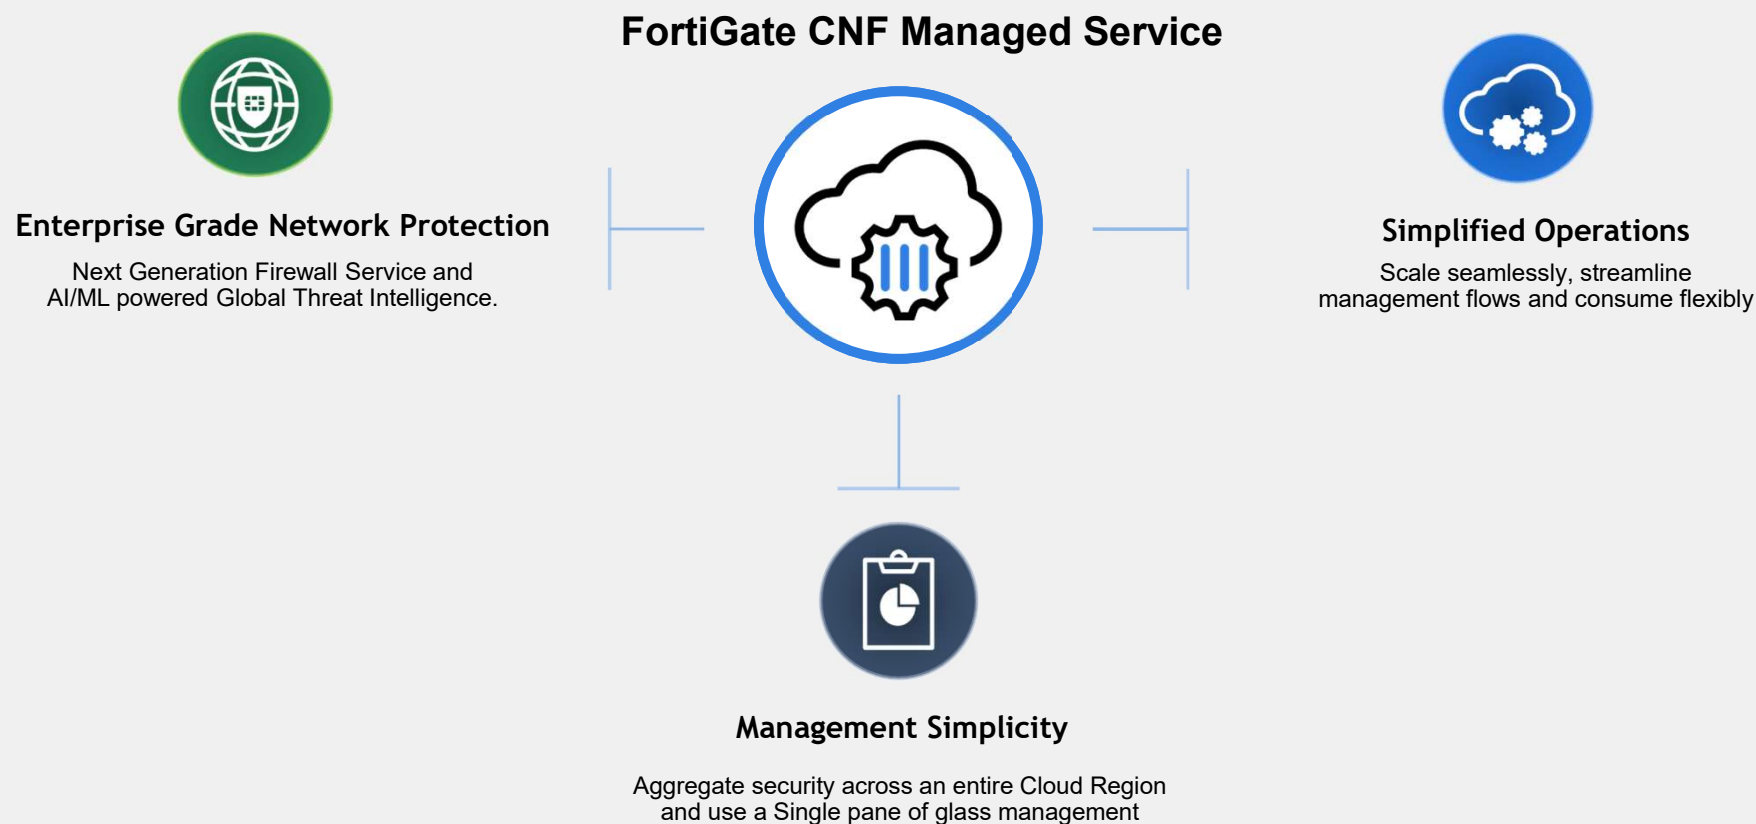 FortiGate CNF Managed Service
Enterprise Grade Network Protection
Next Generation Firewall Service and
AI/ML powered Global Threat Intelligence.
Simplified Operations
Scale seamlessly, streamline
management flows and consume flexibly
Management Simplicity
Aggregate security across an entire Cloud Region
and use a Single pane of glass management